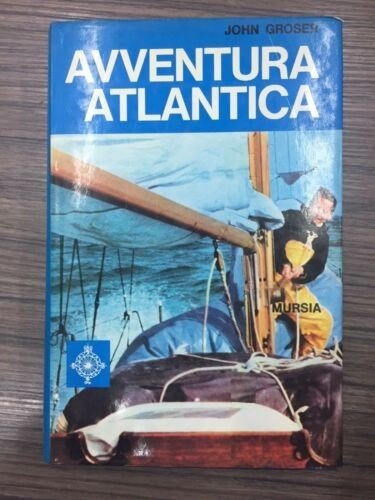 JOHN GROSER
AVVENTURA
ATLANTICA
MURSIA